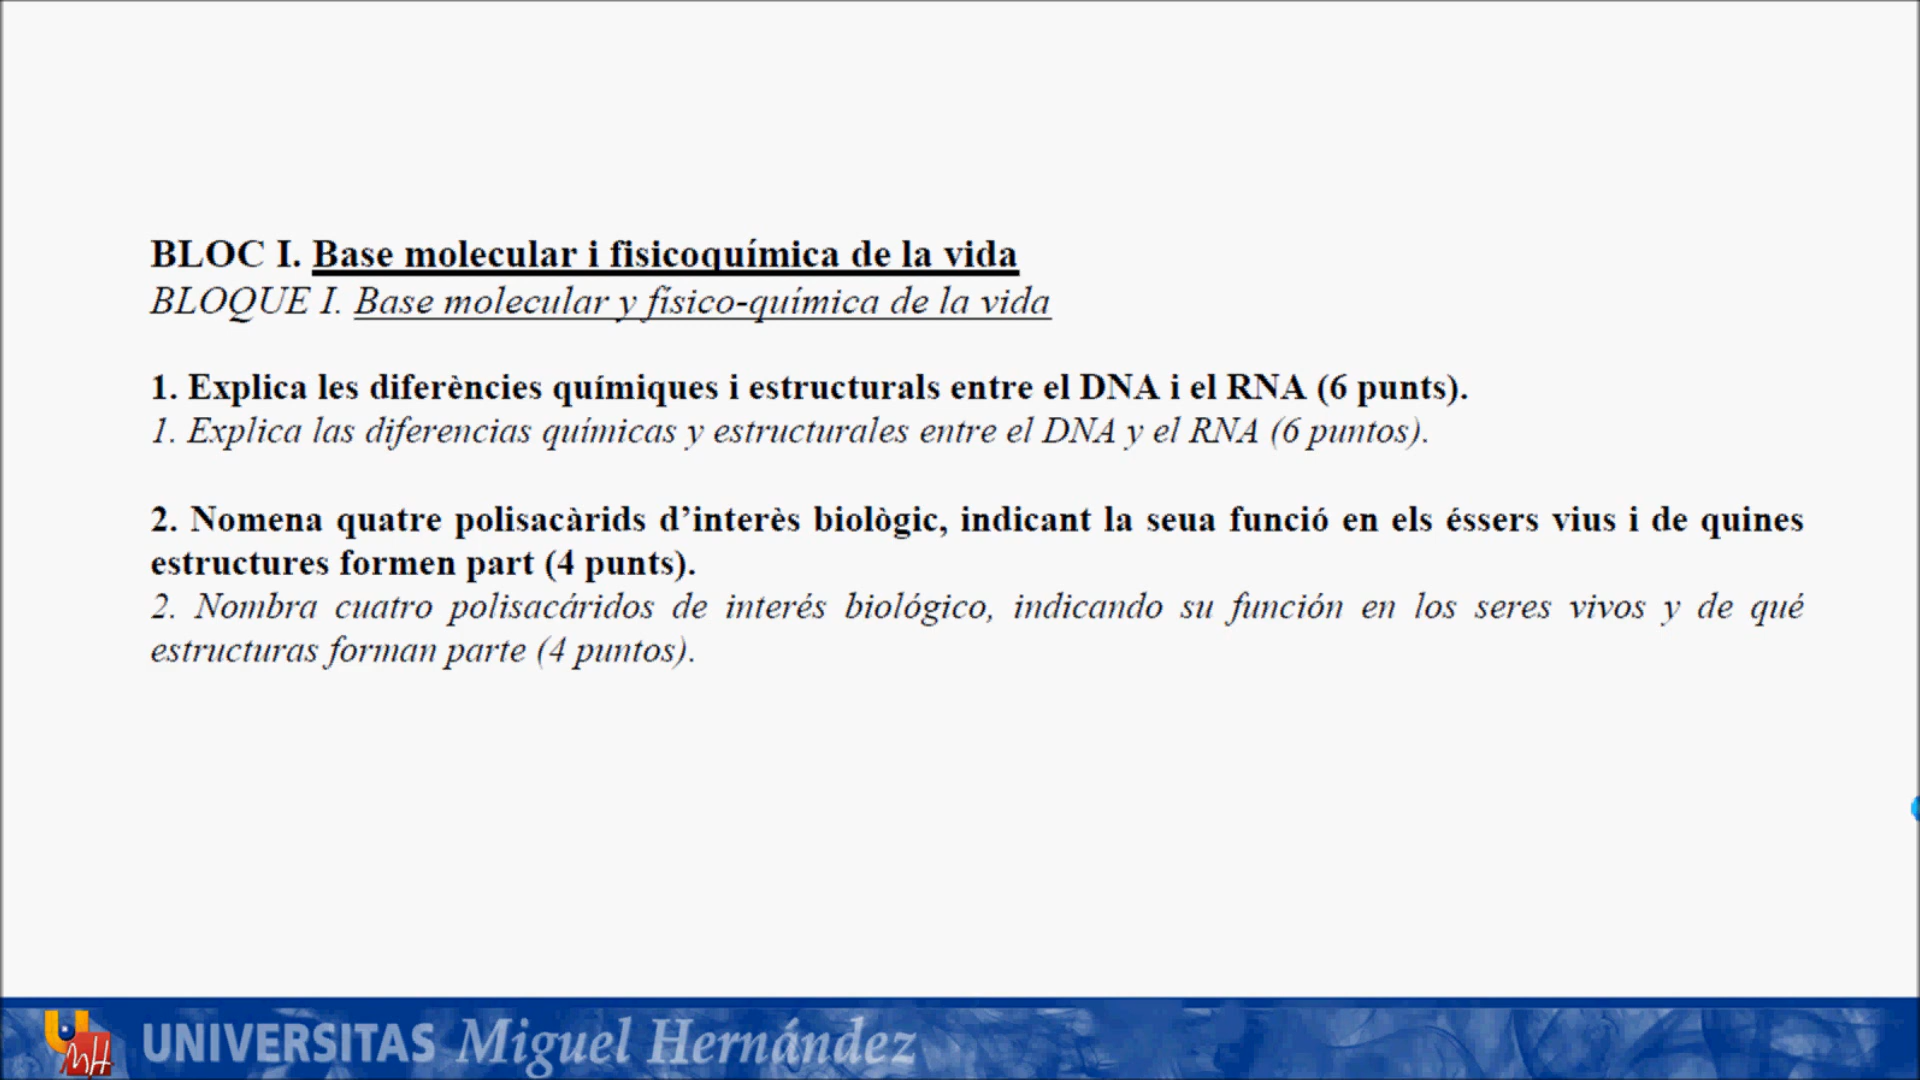 BLOC I. Base molecular i fisicoquímica de la vida
BLOQUE I. Base molecular y físico-química de la vida
1. Explica les diferències químiques i estructurals entre el DNA i el RNA (6 punts).
1. Explica las diferencias químicas y estructurales entre el DNA y el RNA (6 puntos).
2. Nomena quatre polisacàrids d’interès biològic, indicant la seua funció en els éssers vius i de quines
estructures formen part (4 punts).
2. Nombra cuatro polisacáridos de interés biológico, indicando su función en los seres vivos y de qué
estructuras forman parte (4 puntos).
UNIVERSITAS Miguel Hernández